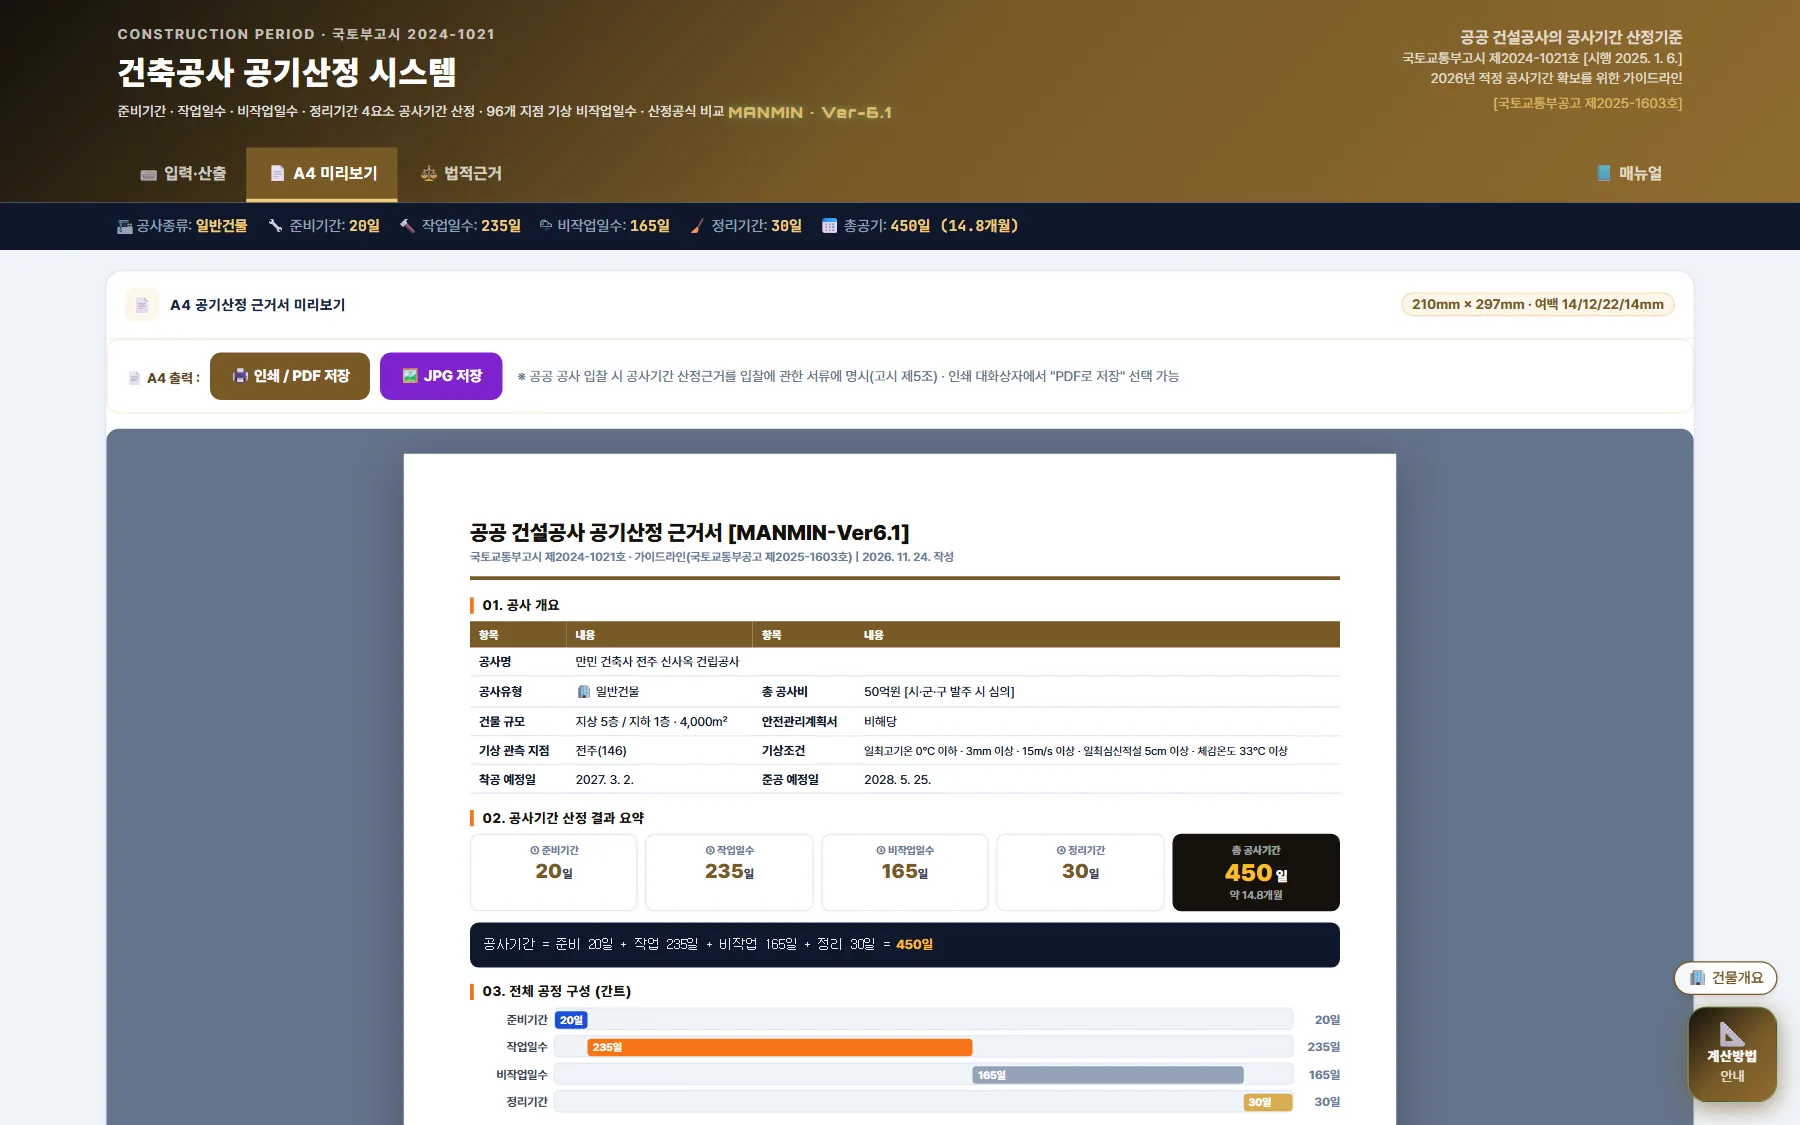 CONSTRUCTION PERIOD · 국토부고시 2024-1021
건축공사 공기산정 시스템
준비기간 · 작업일수 · 비작업일수 · 정리기간 4요소 공사기간 산정 · 96개 지점 기상 비작업일수 · 산정공식 비교 MANMIN · Ver-6.1
공공 건설공사의 공사기간 산정기준
국토교통부고시 제2024-1021호 [시행 2025. 1. 6.]
2026년 적정 공사기간 확보를 위한 가이드라인
[국토교통부공고 제2025-1603호]
입력·산출
A4 미리보기
법적근거
매뉴얼
공사종류: 일반건물 준비기간: 20일 작업일수: 235일 비작업일수: 165일 정리기간: 30일 총공기: 450일 (14.8개월)
A4 공기산정 근거서 미리보기
210mm × 297mm · 여백 14/12/22/14mm
A4 출력 :
인쇄 / PDF 저장
JPG 저장
※ 공공 공사 입찰 시 공사기간 산정근거를 입찰에 관한 서류에 명시(고시 제5조) · 인쇄 대화상자에서 "PDF로 저장" 선택 가능
공공 건설공사 공기산정 근거서 [MANMIN-Ver6.1]
국토교통부고시 제2024-1021호 · 가이드라인(국토교통부공고 제2025-1603호) | 2026. 11. 24. 작성
01. 공사 개요
항목 내용 항목 내용
공사명 만민 건축사 전주 신사옥 건립공사
공사유형 일반건물 총 공사비 50억원 [시·군·구 발주 시 심의]
건물 규모 지상 5층 / 지하 1층 · 4,000m² 안전관리계획서 비해당
기상 관측 지점 전주(146) 기상조건 일최고기온 0℃ 이하 · 3mm 이상 · 15m/s 이상 · 일최심신적설 5cm 이상 · 체감온도 33℃ 이상
착공 예정일 2027. 3. 2. 준공 예정일 2028. 5. 25.
02. 공사기간 산정 결과 요약
① 준비기간
20일
② 작업일수
235일
③ 비작업일수
165일
④ 정리기간
30일
총 공사기간
450 일
약 14.8개월
공사기간 = 준비 20일 + 작업 235일 + 비작업 165일 + 정리 30일 = 450일
03. 전체 공정 구성 (간트)
준비기간 20일 20일
작업일수 235일 235일
비작업일수 165일 165일
정리기간 30일 30일
건물개요
계산방법
안내